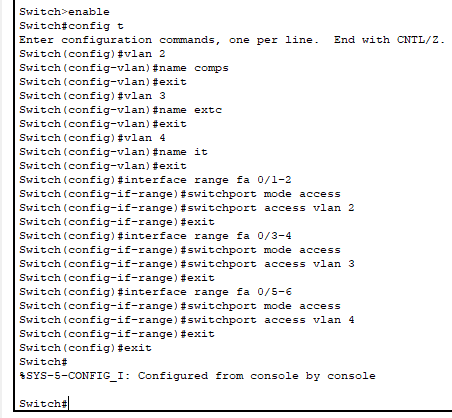 Switch>enable
Switch#config t
Enter configuration commands, one per line.  End with CNTL/Z.
Switch(config)#vlan 2
Switch(config-vlan)#name comps
Switch(config-vlan)#exit
Switch(config)#vlan 3
Switch(config-vlan)#name extc
Switch(config-vlan)#exit
Switch(config)#vlan 4
Switch(config-vlan)#name it
Switch(config-vlan)#exit
Switch(config)#interface range fa 0/1-2
Switch(config-if-range)#switchport mode access
Switch(config-if-range)#switchport access vlan 2
Switch(config-if-range)#exit
Switch(config)#interface range fa 0/3-4
Switch(config-if-range)#switchport mode access
Switch(config-if-range)#switchport access vlan 3
Switch(config-if-range)#exit
Switch(config)#interface range fa 0/5-6
Switch(config-if-range)#switchport mode access
Switch(config-if-range)#switchport access vlan 4
Switch(config-if-range)#exit
Switch(config)#exit
Switch#
%SYS-5-CONFIG_I: Configured from console by console
Switch#